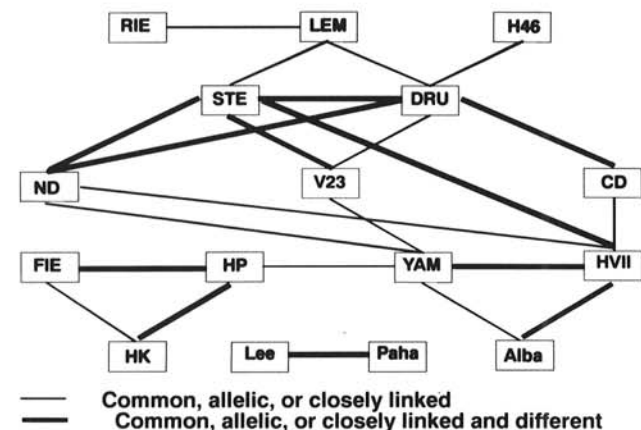 RIE LEM H46
STE DRU
ND V23 CD
FIE HP YAM HVII
HK Lee Paha Alba
Common, allelic, or closely linked
Common, allelic, or closely linked and different